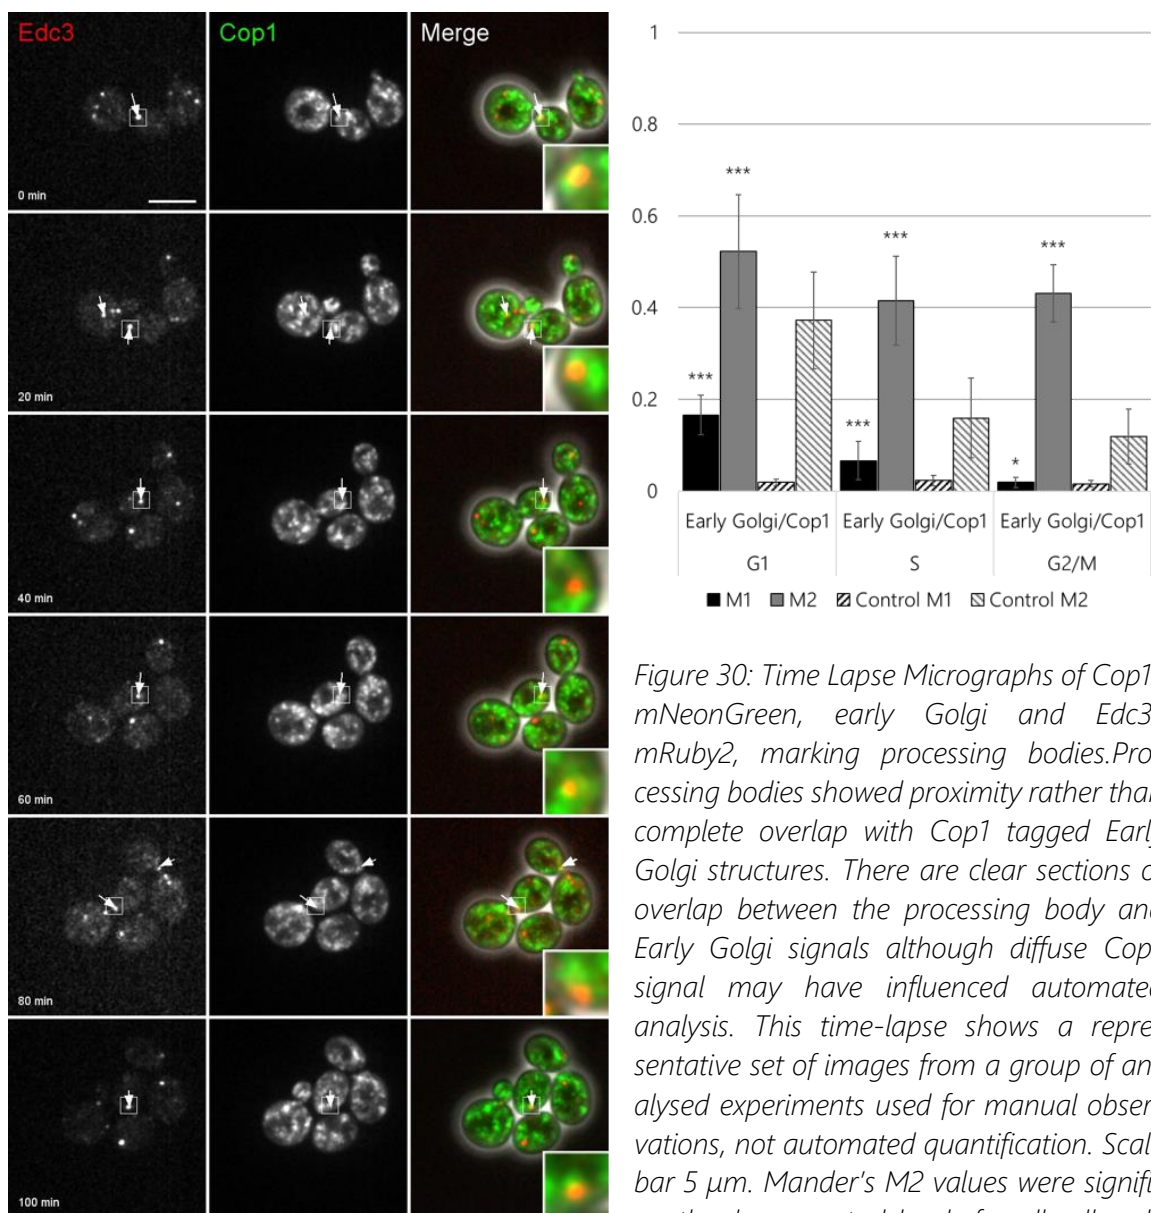 Edc3 Cop1 Merge
0 min
20 min
40 min
60 min
80 min
100 min
1
0.8
0.6
0.4
0.2
0
***
***
***
***
***
*
Early Golgi/Cop1 Early Golgi/Cop1 Early Golgi/Cop1
G1 S G2/M
M1 M2 Control M1 Control M2
Figure 30: Time Lapse Micrographs of Cop1
mNeonGreen, early Golgi and Edc3
mRuby2, marking processing bodies.Pro
cessing bodies showed proximity rather than
complete overlap with Cop1 tagged Early
Golgi structures. There are clear sections o
overlap between the processing body and
Early Golgi signals although diffuse Cop
signal may have influenced automated
analysis. This time-lapse shows a repre
sentative set of images from a group of an
alysed experiments used for manual obser
vations, not automated quantification. Scal
bar 5 μm. Mander's M2 values were signifi